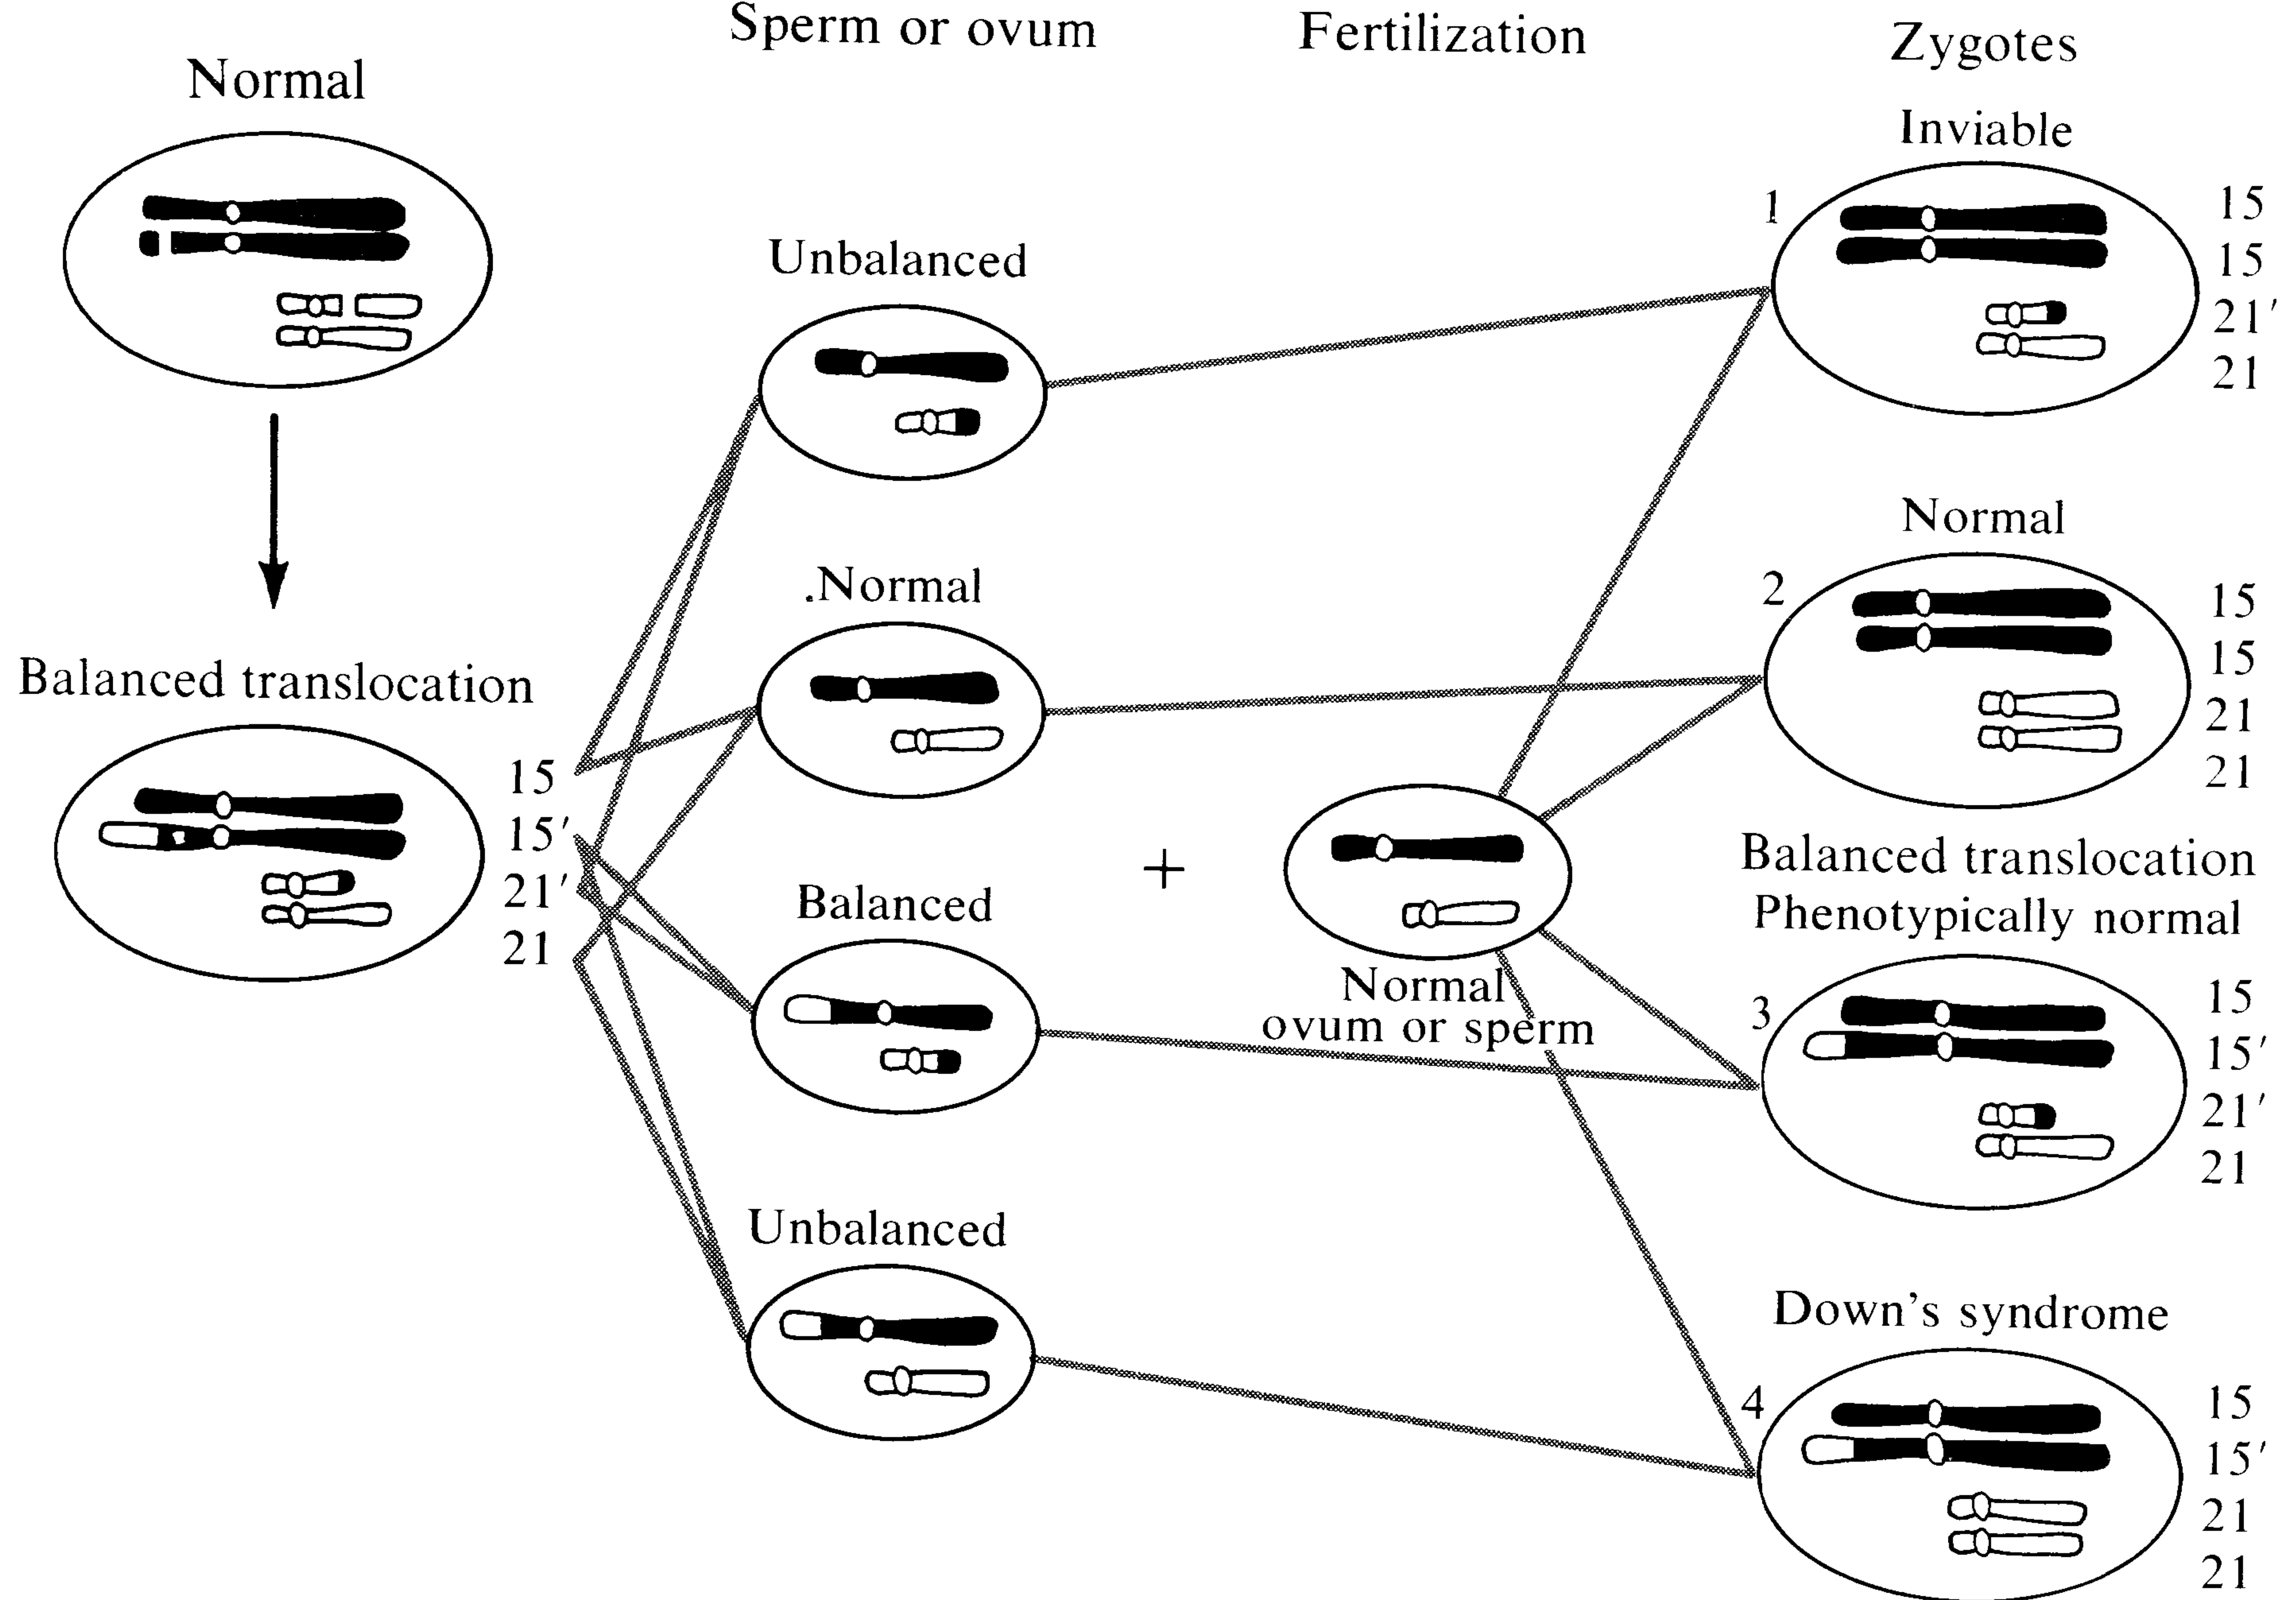 Sperm or ovum
Fertilization
Zygotes
Normal
Balanced translocation
15
15′
21′
21
Unbalanced
.Normal
Balanced
Unbalanced
+
Normal
ovum or sperm
Inviable
1
15
15
21′
21
Normal
2
15
15
21
21
Balanced translocation
Phenotypically normal
3
15
15′
21′
21
Down's syndrome
4
15
15′
21
21